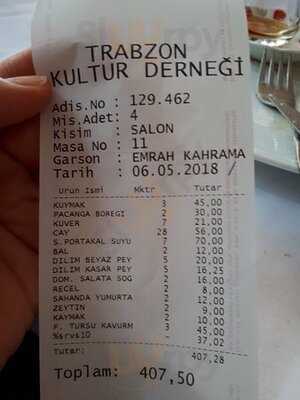 TRABZON
KULTUR DERNEĞİ
Adis.No : 129.462
Mis.Adet: 4
Kisim : SALON
Masa No : 11
Garson : EMRAH KAHRAMA
Tarih : 06.05.2018 /
Urun Ismi Mktr Tutar
KUYMAK 3 45,00
PACANGA BOREGI 2 30,00
KUVER 7 21,00
CAY 28 56,00
S.PORTAKAL SUYU 7 70,00
BAL 2 12,00
DILIM BEYAZ PEY 5 20,00
DILIM KASAR PEY 5 16,25
DOM. SALATA SOG 2 16,00
RECEL 2 8,00
SAHANDA YUMURTA 2 12,00
ZEYTIN 2 9,00
KAYMAK 2 10,00
F. TURSU KAVURM 3 45,00
%srvs10 - 37,02
Tutar: 407,28
Toplam: 407,50